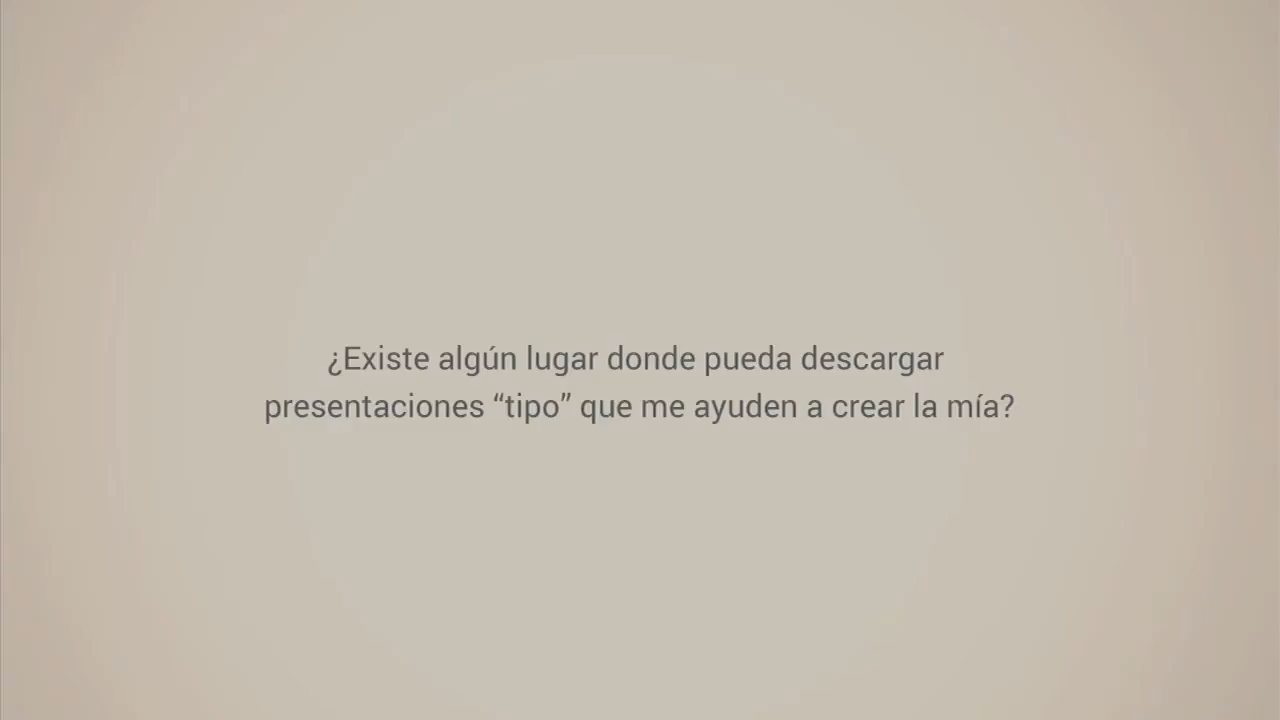 ¿Existe algún lugar donde pueda descargar
presentaciones “tipo” que me ayuden a crear la mía?